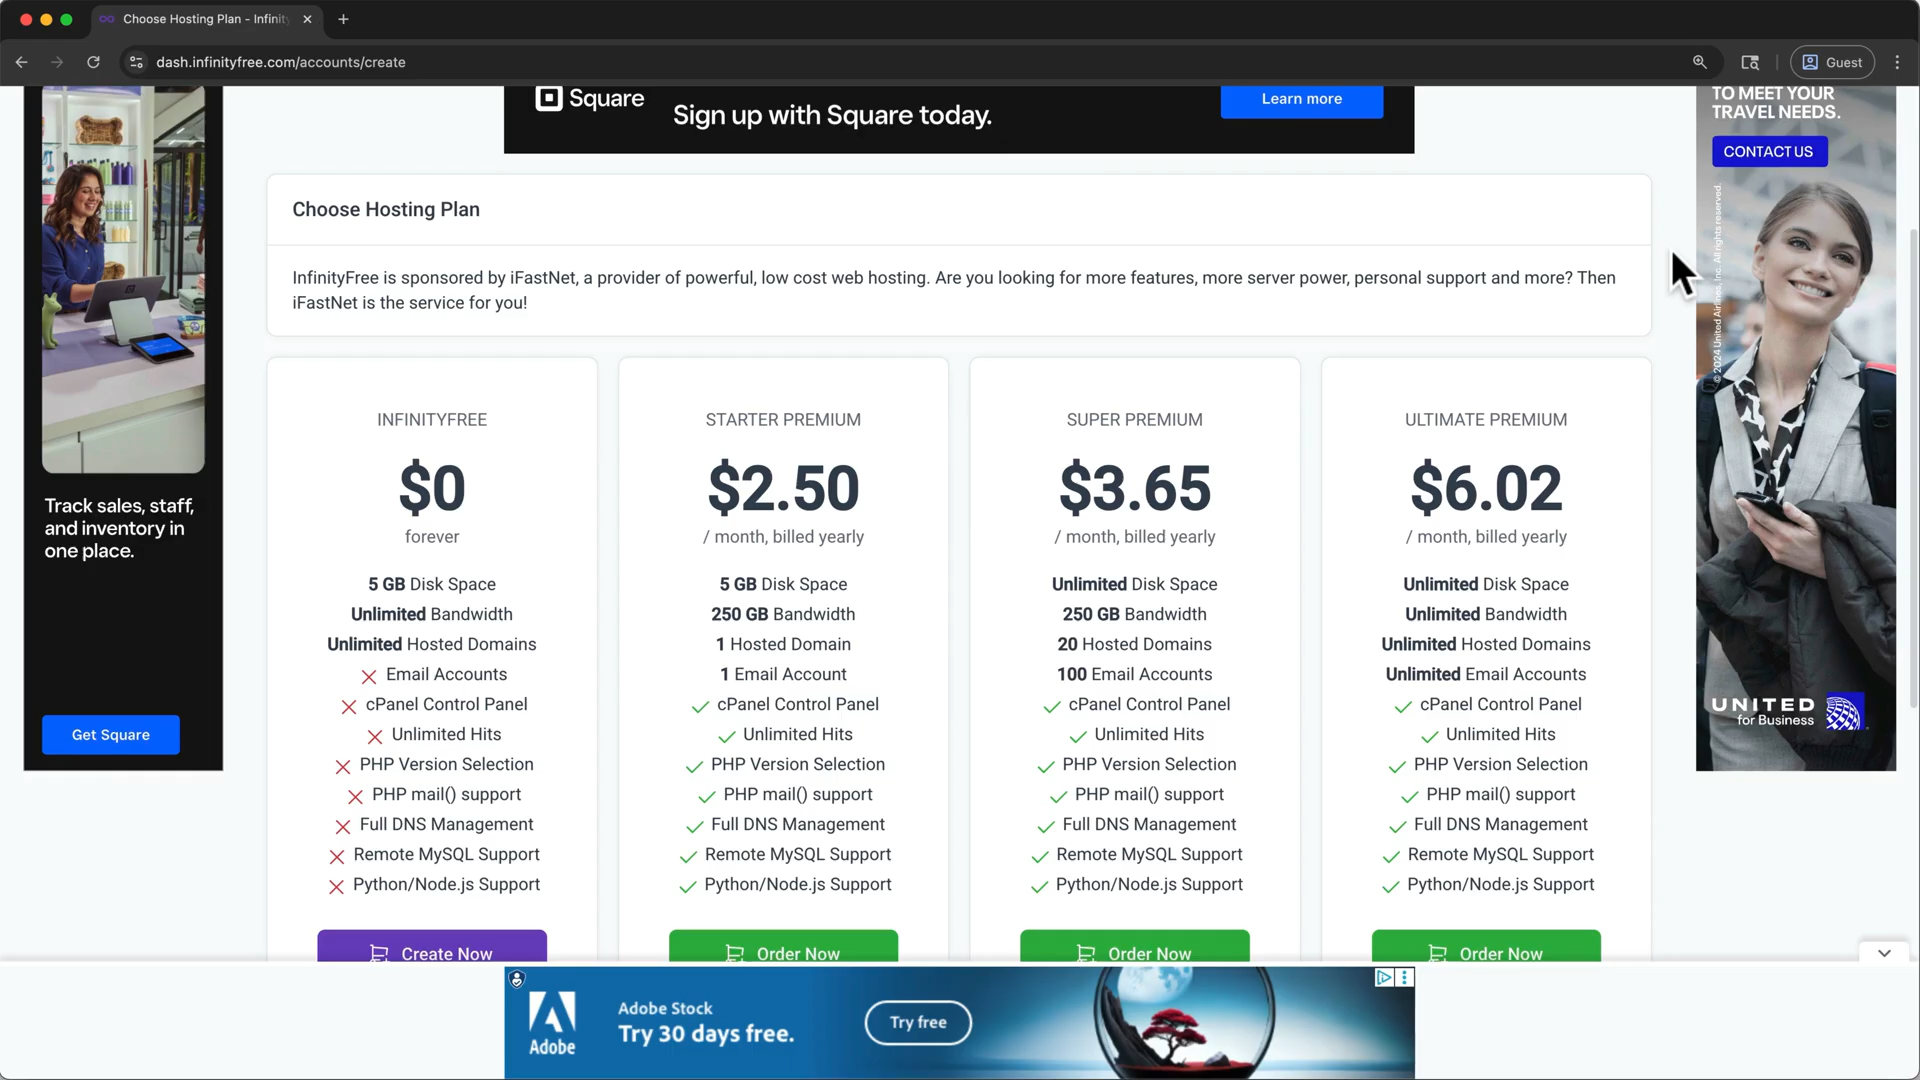 Choose Hosting Plan - Infinity
dash.infinityfree.com/accounts/create
Guest
Square
Sign up with Square today.
Learn more
TO MEET YOUR
TRAVEL NEEDS.
CONTACT US
© 2024 United Airlines, Inc. All rights reserved.
Choose Hosting Plan
InfinityFree is sponsored by iFastNet, a provider of powerful, low cost web hosting. Are you looking for more features, more server power, personal support and more? Then
iFastNet is the service for you!
Track sales, staff,
and inventory in
one place.
Get Square
INFINITYFREE
$0
forever
5 GB Disk Space
Unlimited Bandwidth
Unlimited Hosted Domains
Email Accounts
cPanel Control Panel
Unlimited Hits
PHP Version Selection
PHP mail() support
Full DNS Management
Remote MySQL Support
Python/Node.js Support
Create Now
STARTER PREMIUM
$2.50
/ month, billed yearly
5 GB Disk Space
250 GB Bandwidth
1 Hosted Domain
1 Email Account
cPanel Control Panel
Unlimited Hits
PHP Version Selection
PHP mail() support
Full DNS Management
Remote MySQL Support
Python/Node.js Support
Order Now
SUPER PREMIUM
$3.65
/ month, billed yearly
Unlimited Disk Space
250 GB Bandwidth
20 Hosted Domains
100 Email Accounts
cPanel Control Panel
Unlimited Hits
PHP Version Selection
PHP mail() support
Full DNS Management
Remote MySQL Support
Python/Node.js Support
Order Now
ULTIMATE PREMIUM
$6.02
/ month, billed yearly
Unlimited Disk Space
Unlimited Bandwidth
Unlimited Hosted Domains
Unlimited Email Accounts
cPanel Control Panel
Unlimited Hits
PHP Version Selection
PHP mail() support
Full DNS Management
Remote MySQL Support
Python/Node.js Support
Order Now
UNITED
for Business
Adobe
Adobe Stock
Try 30 days free.
Try free